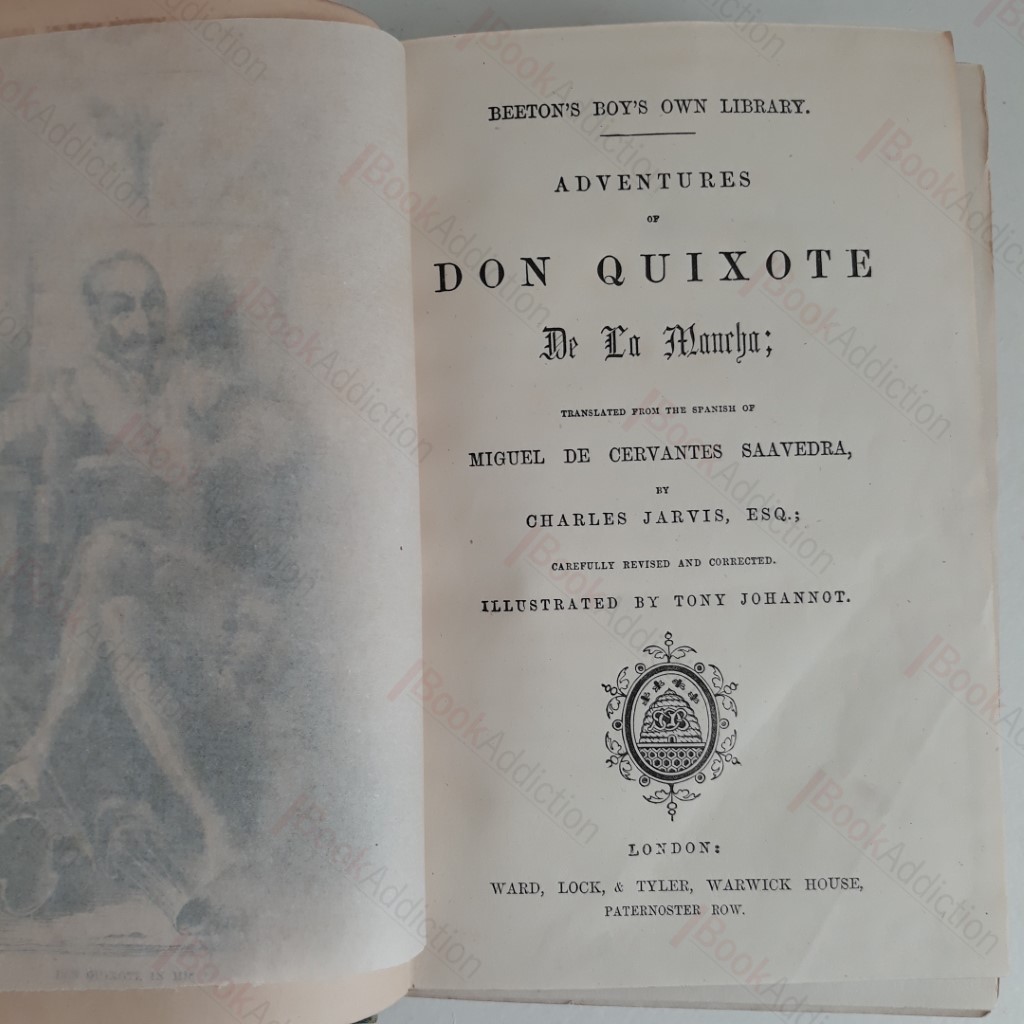 BEETON'S BOY'S OWN LIBRARY.
ADVENTURES
OF
DON QUIXOTE
De La Mancha;
TRANSLATED FROM THE SPANISH OF
MIGUEL DE CERVANTES SAAVEDRA,
BY
CHARLES JARVIS, ESQ.;
CAREFULLY REVISED AND CORRECTED.
ILLUSTRATED BY TONY JOHANNOT.
LONDON:
WARD, LOCK, & TYLER, WARWICK HOUSE,
PATERNOSTER ROW.
BookAddiction